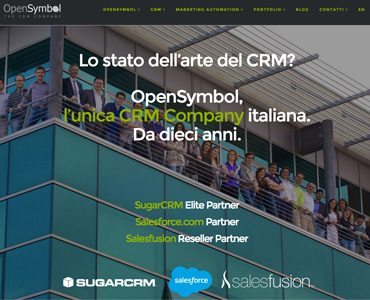 OpenSymbol
THE CRM COMPANY
OPENSYMBOL CRM MARKETING AUTOMATION PORTFOLIO BLOG CONTATTI EN
Lo stato dell'arte del CRM?
OpenSymbol,
l'unica CRM Company italiana.
Da dieci anni.
SugarCRM Elite Partner
Salesforce.com Partner
Salesfusion Reseller Partner
SUGARCRM salesforce salesfusion